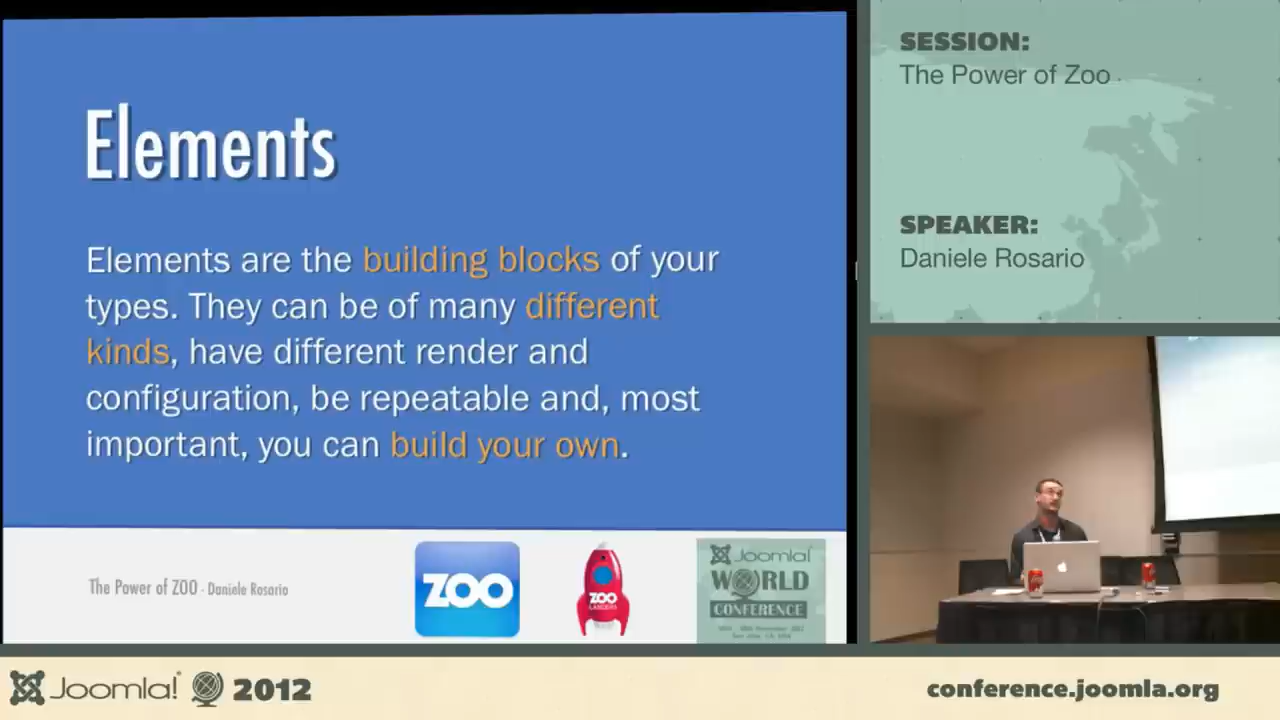 Elements
Elements are the building blocks of your
types. They can be of many different
kinds, have different render and
configuration, be repeatable and, most
important, you can build your own.
The Power of ZOO - Daniele Rosario
ZOO
ZOO
LANDERS
Joomla!
WORLD
CONFERENCE
SESSION:
The Power of Zoo
SPEAKER:
Daniele Rosario
Joomla! 2012
conference.joomla.org